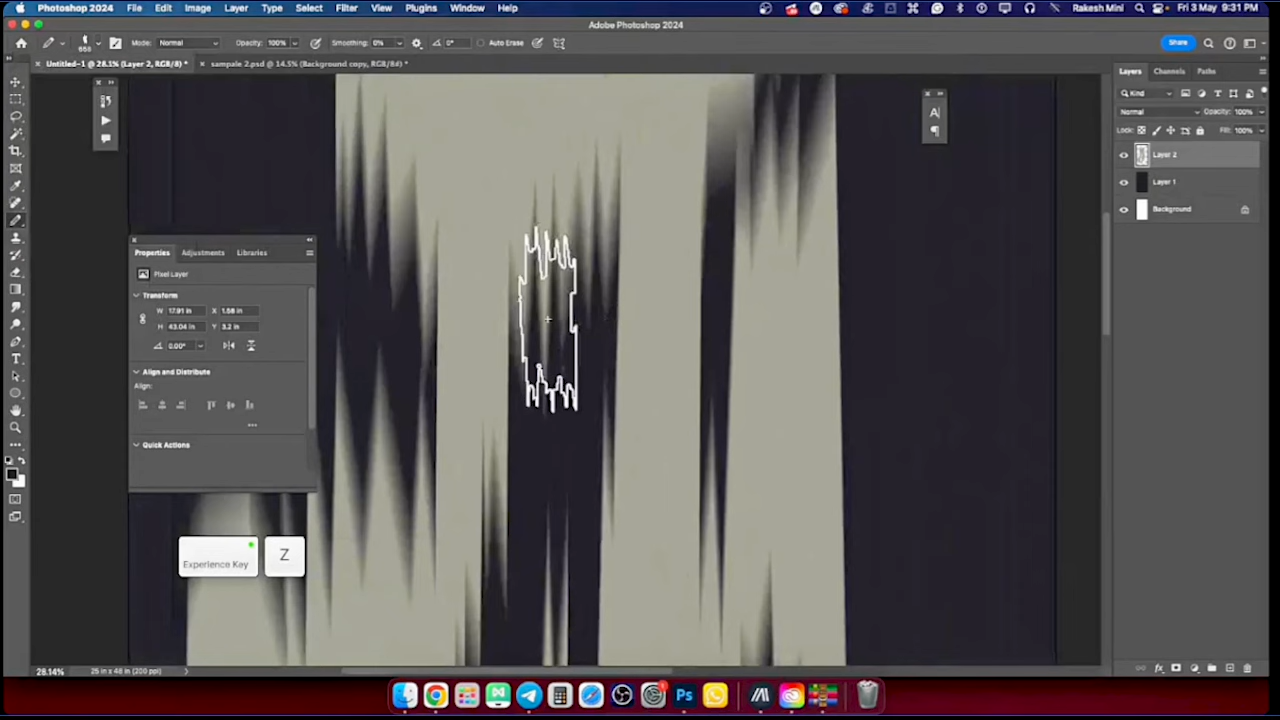 Photoshop 2024 File Edit Image Layer Type Select Filter View Plugins Window Help Rakesh Mini Fri 3 May 9:31 PM
Adobe Photoshop 2024
658 Mode: Normal Opacity: 100% Smoothing: 0% 0° Auto Erase Share
Untitled-1 @ 28.1% (Layer 2, RGB/8) * sampale 2.psd @ 14.5% (Background copy, RGB/8#) *
Layers Channels Paths
Kind
Normal Opacity: 100%
Lock: Fill: 100%
Layer 2
Layer 1
Background
Properties Adjustments Libraries
Pixel Layer
Transform
W 17.91 in X 1.58 in
H 43.04 in Y 3.2 in
0.00°
Align and Distribute
Align:
Quick Actions
Experience Key Z
28.14% 25 in x 48 in (200 ppi)